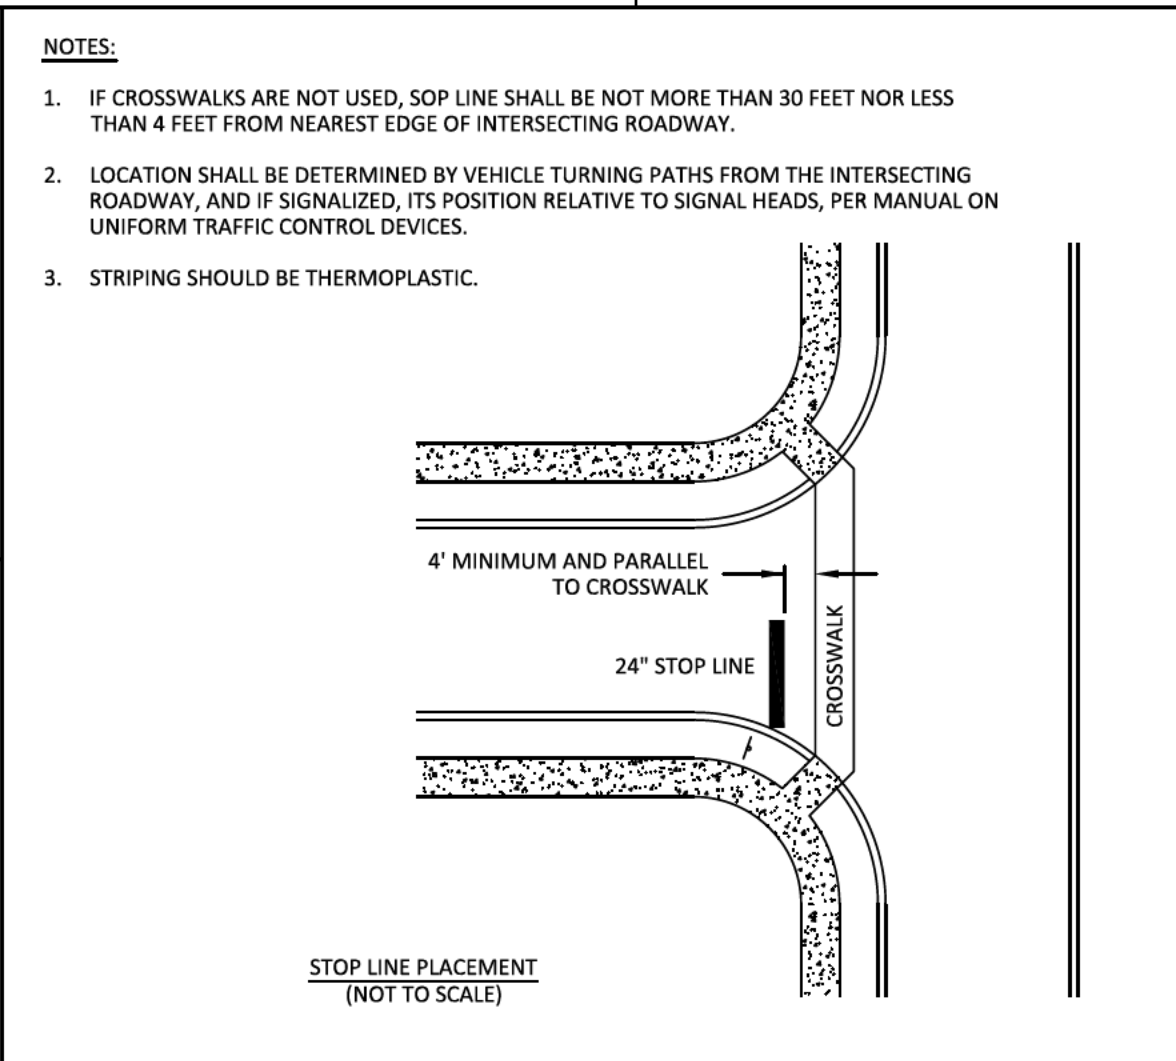 NOTES:
1. IF CROSSWALKS ARE NOT USED, SOP LINE SHALL BE NOT MORE THAN 30 FEET NOR LESS
THAN 4 FEET FROM NEAREST EDGE OF INTERSECTING ROADWAY.
2. LOCATION SHALL BE DETERMINED BY VEHICLE TURNING PATHS FROM THE INTERSECTING
ROADWAY, AND IF SIGNALIZED, ITS POSITION RELATIVE TO SIGNAL HEADS, PER MANUAL ON
UNIFORM TRAFFIC CONTROL DEVICES.
3. STRIPING SHOULD BE THERMOPLASTIC.
4' MINIMUM AND PARALLEL
TO CROSSWALK
24" STOP LINE
CROSSWALK
STOP LINE PLACEMENT
(NOT TO SCALE)